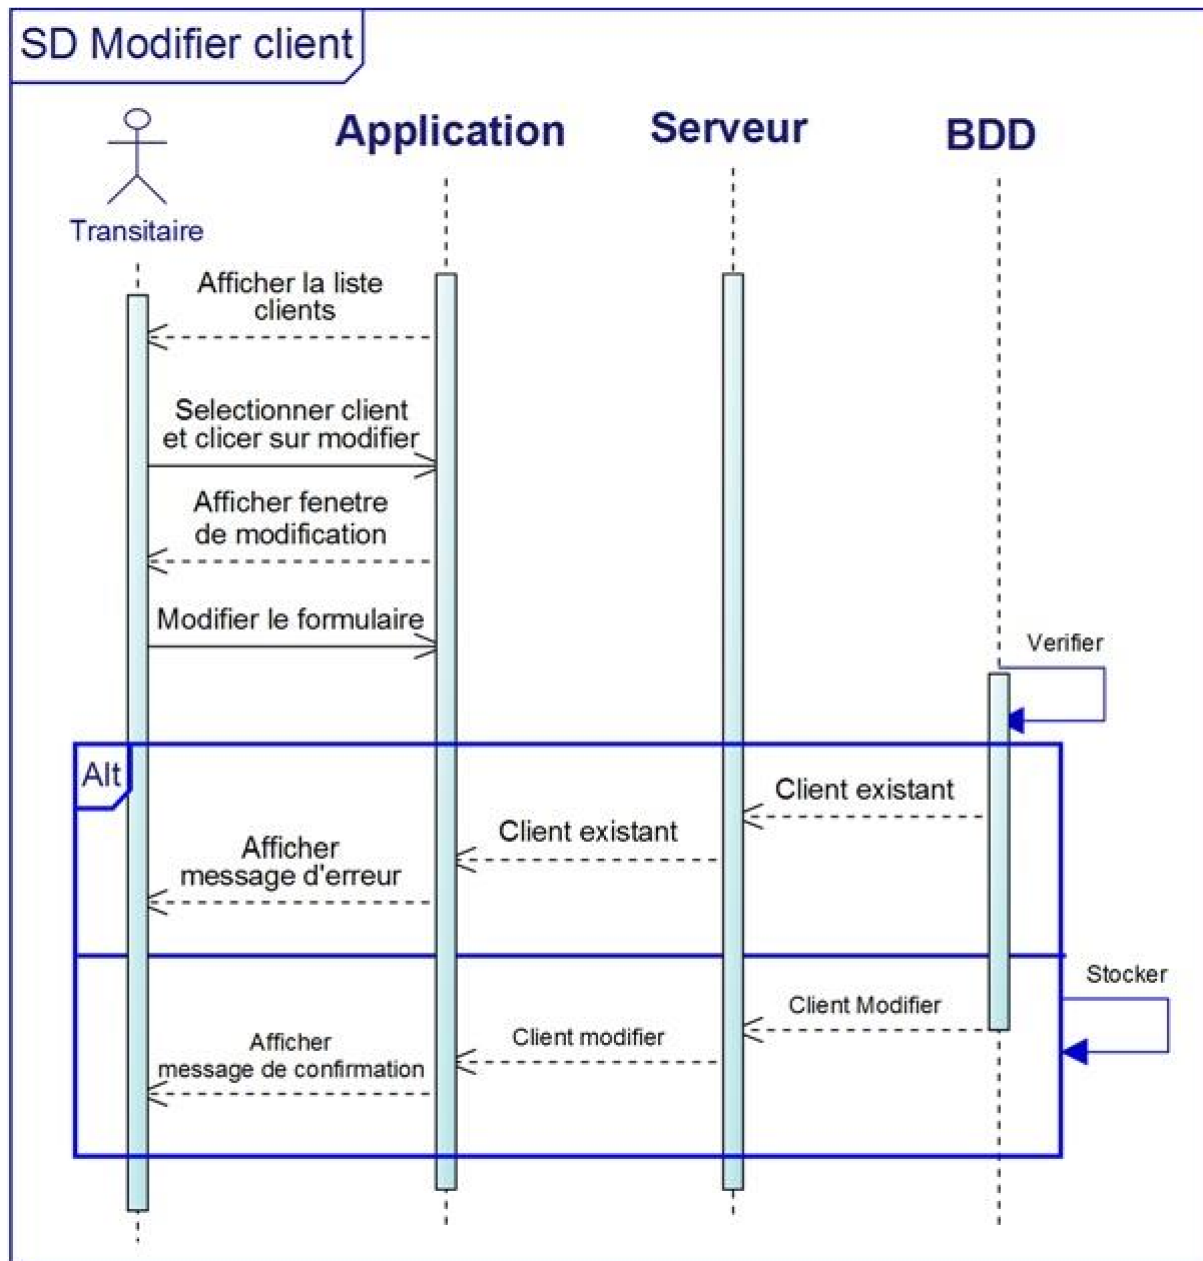 SD Modifier client
Application
Serveur
BDD
Transitaire
Afficher la liste
clients
Selectionner client
et clicer sur modifier
Afficher fenetre
de modification
Modifier le formulaire
Verifier
Alt
Client existant
Client existant
Afficher
message d'erreur
Stocker
Client Modifier
Client modifier
Afficher
message de confirmation